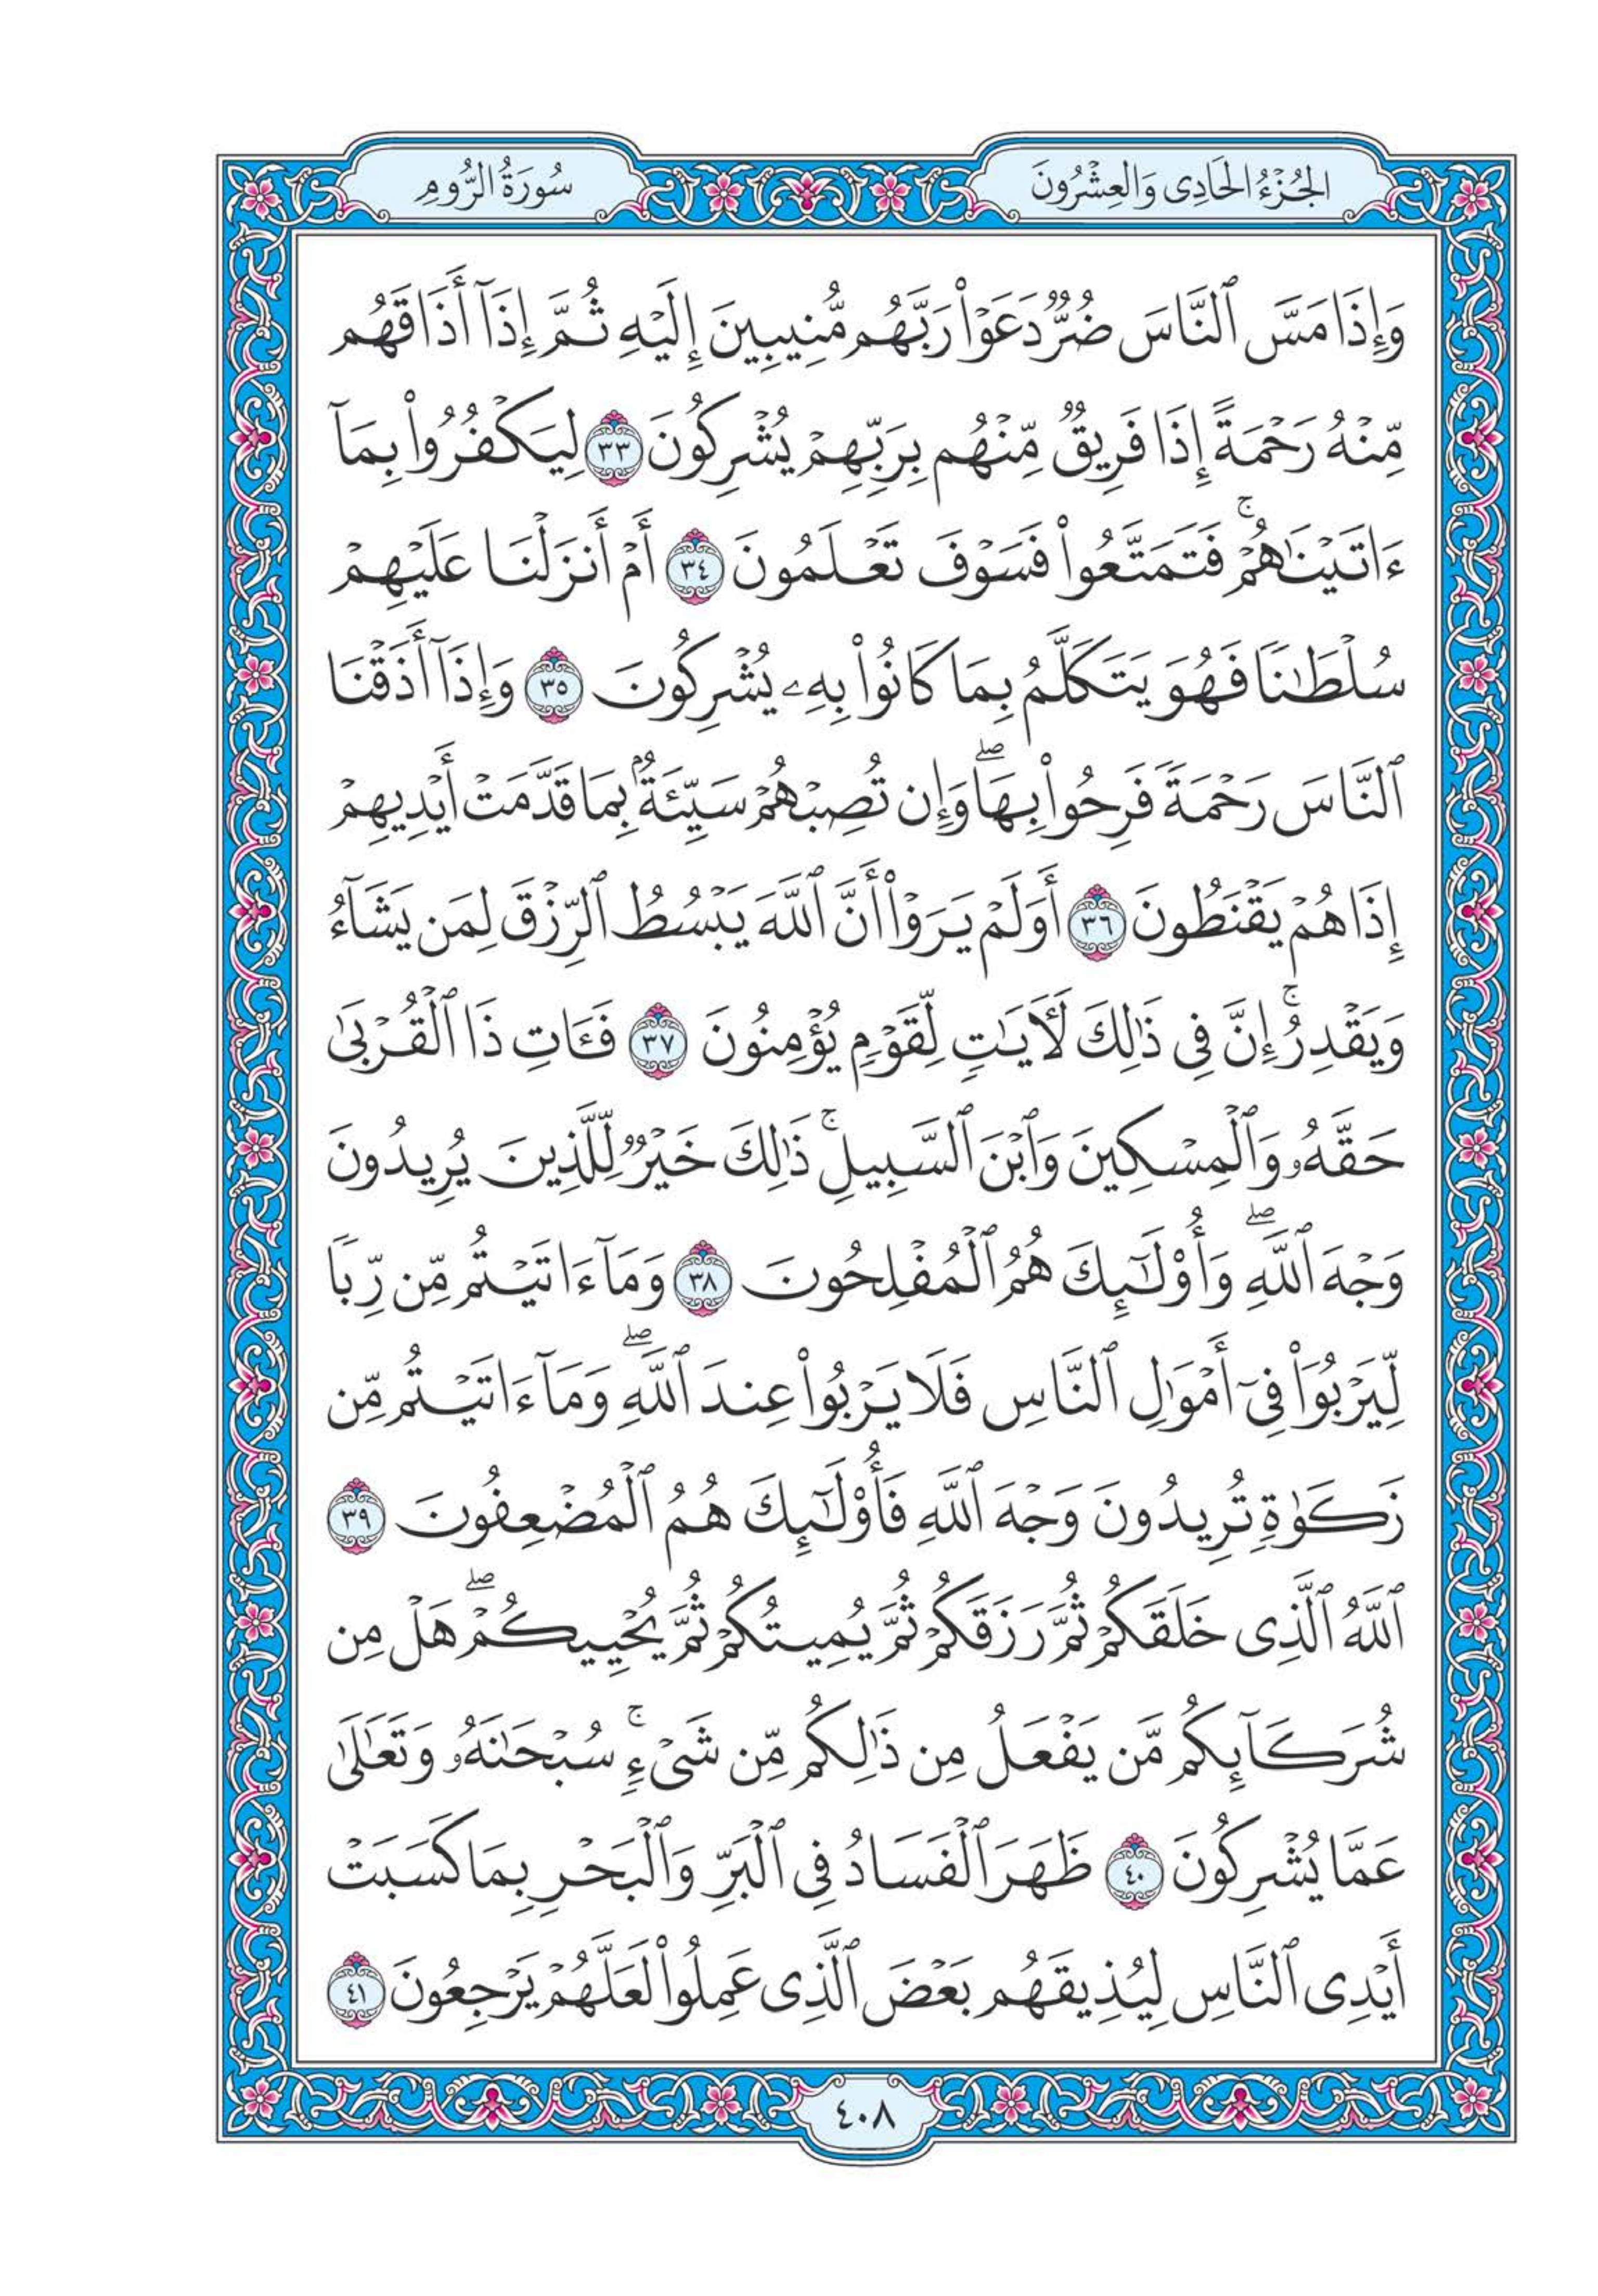 الجُزْءُ الحَادِى وَالعِشْرُونَ
سُورَةُ الرُّومِ
وَإِذَا مَسَّ ٱلنَّاسَ ضُرٌّ دَعَوْا۟ رَبَّهُم مُّنِيبِينَ إِلَيْهِ ثُمَّ إِذَآ أَذَاقَهُم
مِّنْهُ رَحْمَةً إِذَا فَرِيقٌ مِّنْهُم بِرَبِّهِمْ يُشْرِكُونَ ٣٣ لِيَكْفُرُوا۟ بِمَآ
ءَاتَيْنَٰهُمْ ۚ فَتَمَتَّعُوا۟ فَسَوْفَ تَعْلَمُونَ ٣٤ أَمْ أَنزَلْنَا عَلَيْهِمْ
سُلْطَٰنًا فَهُوَ يَتَكَلَّمُ بِمَا كَانُوا۟ بِهِۦ يُشْرِكُونَ ٣٥ وَإِذَآ أَذَقْنَا
ٱلنَّاسَ رَحْمَةً فَرِحُوا۟ بِهَا ۖ وَإِن تُصِبْهُمْ سَيِّئَةٌۢ بِمَا قَدَّمَتْ أَيْدِيهِمْ
إِذَا هُمْ يَقْنَطُونَ ٣٦ أَوَلَمْ يَرَوْا۟ أَنَّ ٱللَّهَ يَبْسُطُ ٱلرِّزْقَ لِمَن يَشَآءُ
وَيَقْدِرُ ۚ إِنَّ فِى ذَٰلِكَ لَءَايَٰتٍ لِّقَوْمٍ يُؤْمِنُونَ ٣٧ فَـَٔاتِ ذَا ٱلْقُرْبَىٰ
حَقَّهُۥ وَٱلْمِسْكِينَ وَٱبْنَ ٱلسَّبِيلِ ۚ ذَٰلِكَ خَيْرٌ لِّلَّذِينَ يُرِيدُونَ
وَجْهَ ٱللَّهِ ۖ وَأُو۟لَٰٓئِكَ هُمُ ٱلْمُفْلِحُونَ ٣٨ وَمَآ ءَاتَيْتُم مِّن رِّبًا
لِّيَرْبُوَا۟ فِىٓ أَمْوَٰلِ ٱلنَّاسِ فَلَا يَرْبُوا۟ عِندَ ٱللَّهِ ۖ وَمَآ ءَاتَيْتُم مِّن
زَكَوٰةٍ تُرِيدُونَ وَجْهَ ٱللَّهِ فَأُو۟لَٰٓئِكَ هُمُ ٱلْمُضْعِفُونَ ٣٩
ٱللَّهُ ٱلَّذِى خَلَقَكُمْ ثُمَّ رَزَقَكُمْ ثُمَّ يُمِيتُكُمْ ثُمَّ يُحْيِيكُمْ ۖ هَلْ مِن
شُرَكَآئِكُم مَّن يَفْعَلُ مِن ذَٰلِكُم مِّن شَىْءٍ ۚ سُبْحَٰنَهُۥ وَتَعَٰلَىٰ
عَمَّا يُشْرِكُونَ ٤٠ ظَهَرَ ٱلْفَسَادُ فِى ٱلْبَرِّ وَٱلْبَحْرِ بِمَا كَسَبَتْ
أَيْدِى ٱلنَّاسِ لِيُذِيقَهُم بَعْضَ ٱلَّذِى عَمِلُوا۟ لَعَلَّهُمْ يَرْجِعُونَ ٤١
٤٠٨